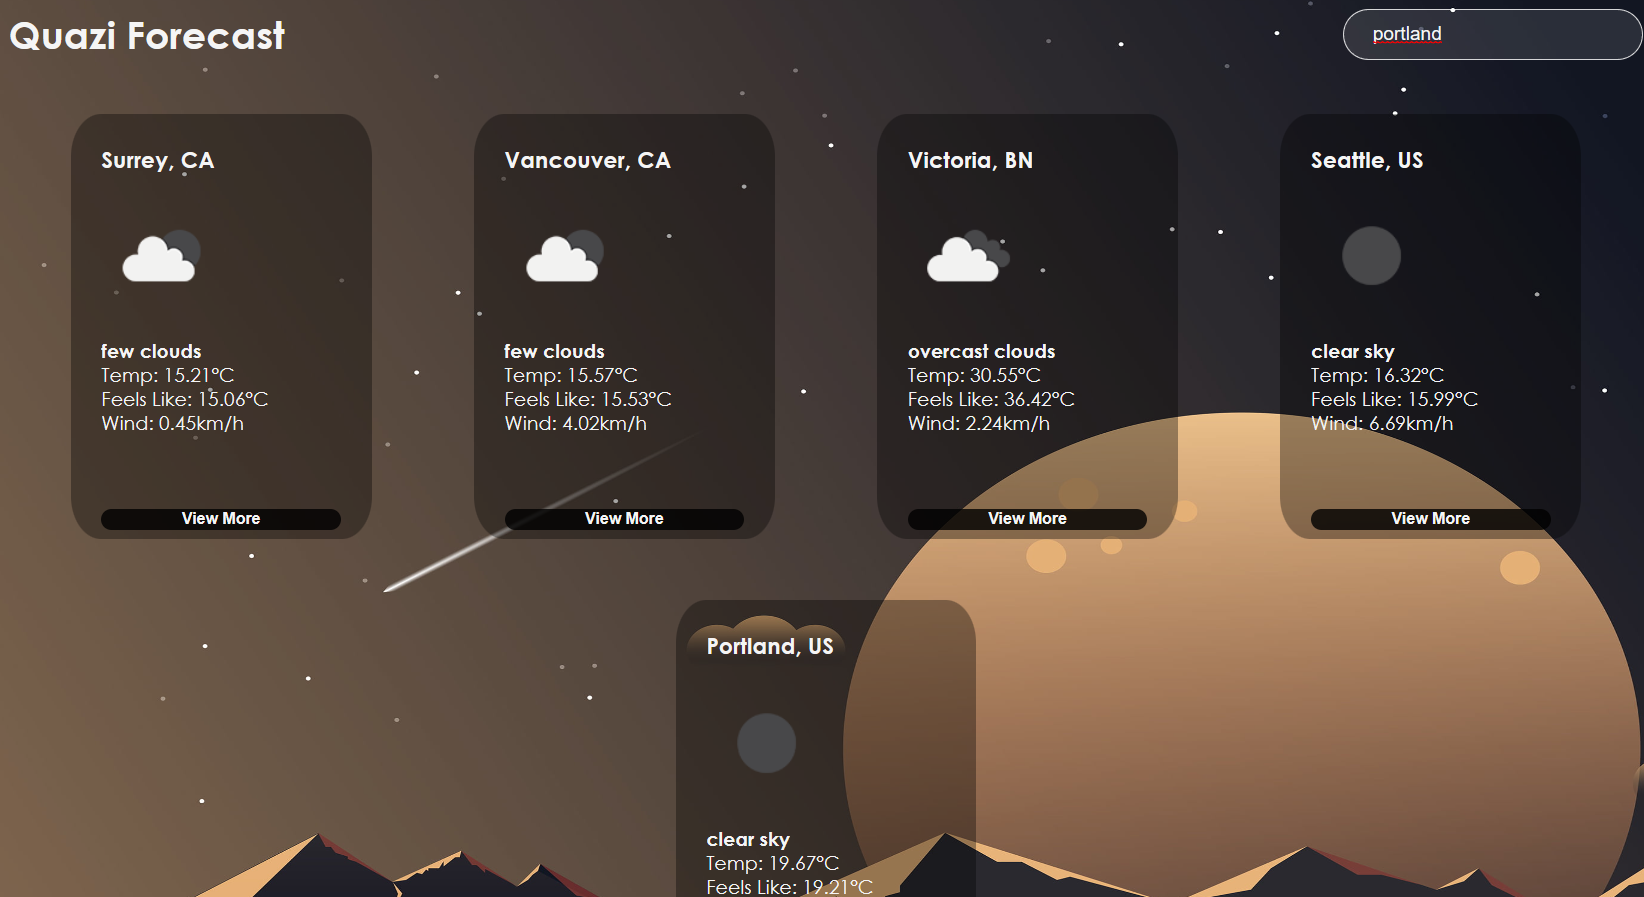 Quazi Forecast
portland
Surrey, CA
few clouds
Temp: 15.21°C
Feels Like: 15.06°C
Wind: 0.45km/h
View More
Vancouver, CA
few clouds
Temp: 15.57°C
Feels Like: 15.53°C
Wind: 4.02km/h
View More
Victoria, BN
overcast clouds
Temp: 30.55°C
Feels Like: 36.42°C
Wind: 2.24km/h
View More
Seattle, US
clear sky
Temp: 16.32°C
Feels Like: 15.99°C
Wind: 6.69km/h
View More
Portland, US
clear sky
Temp: 19.67°C
Feels Like: 19.21°C